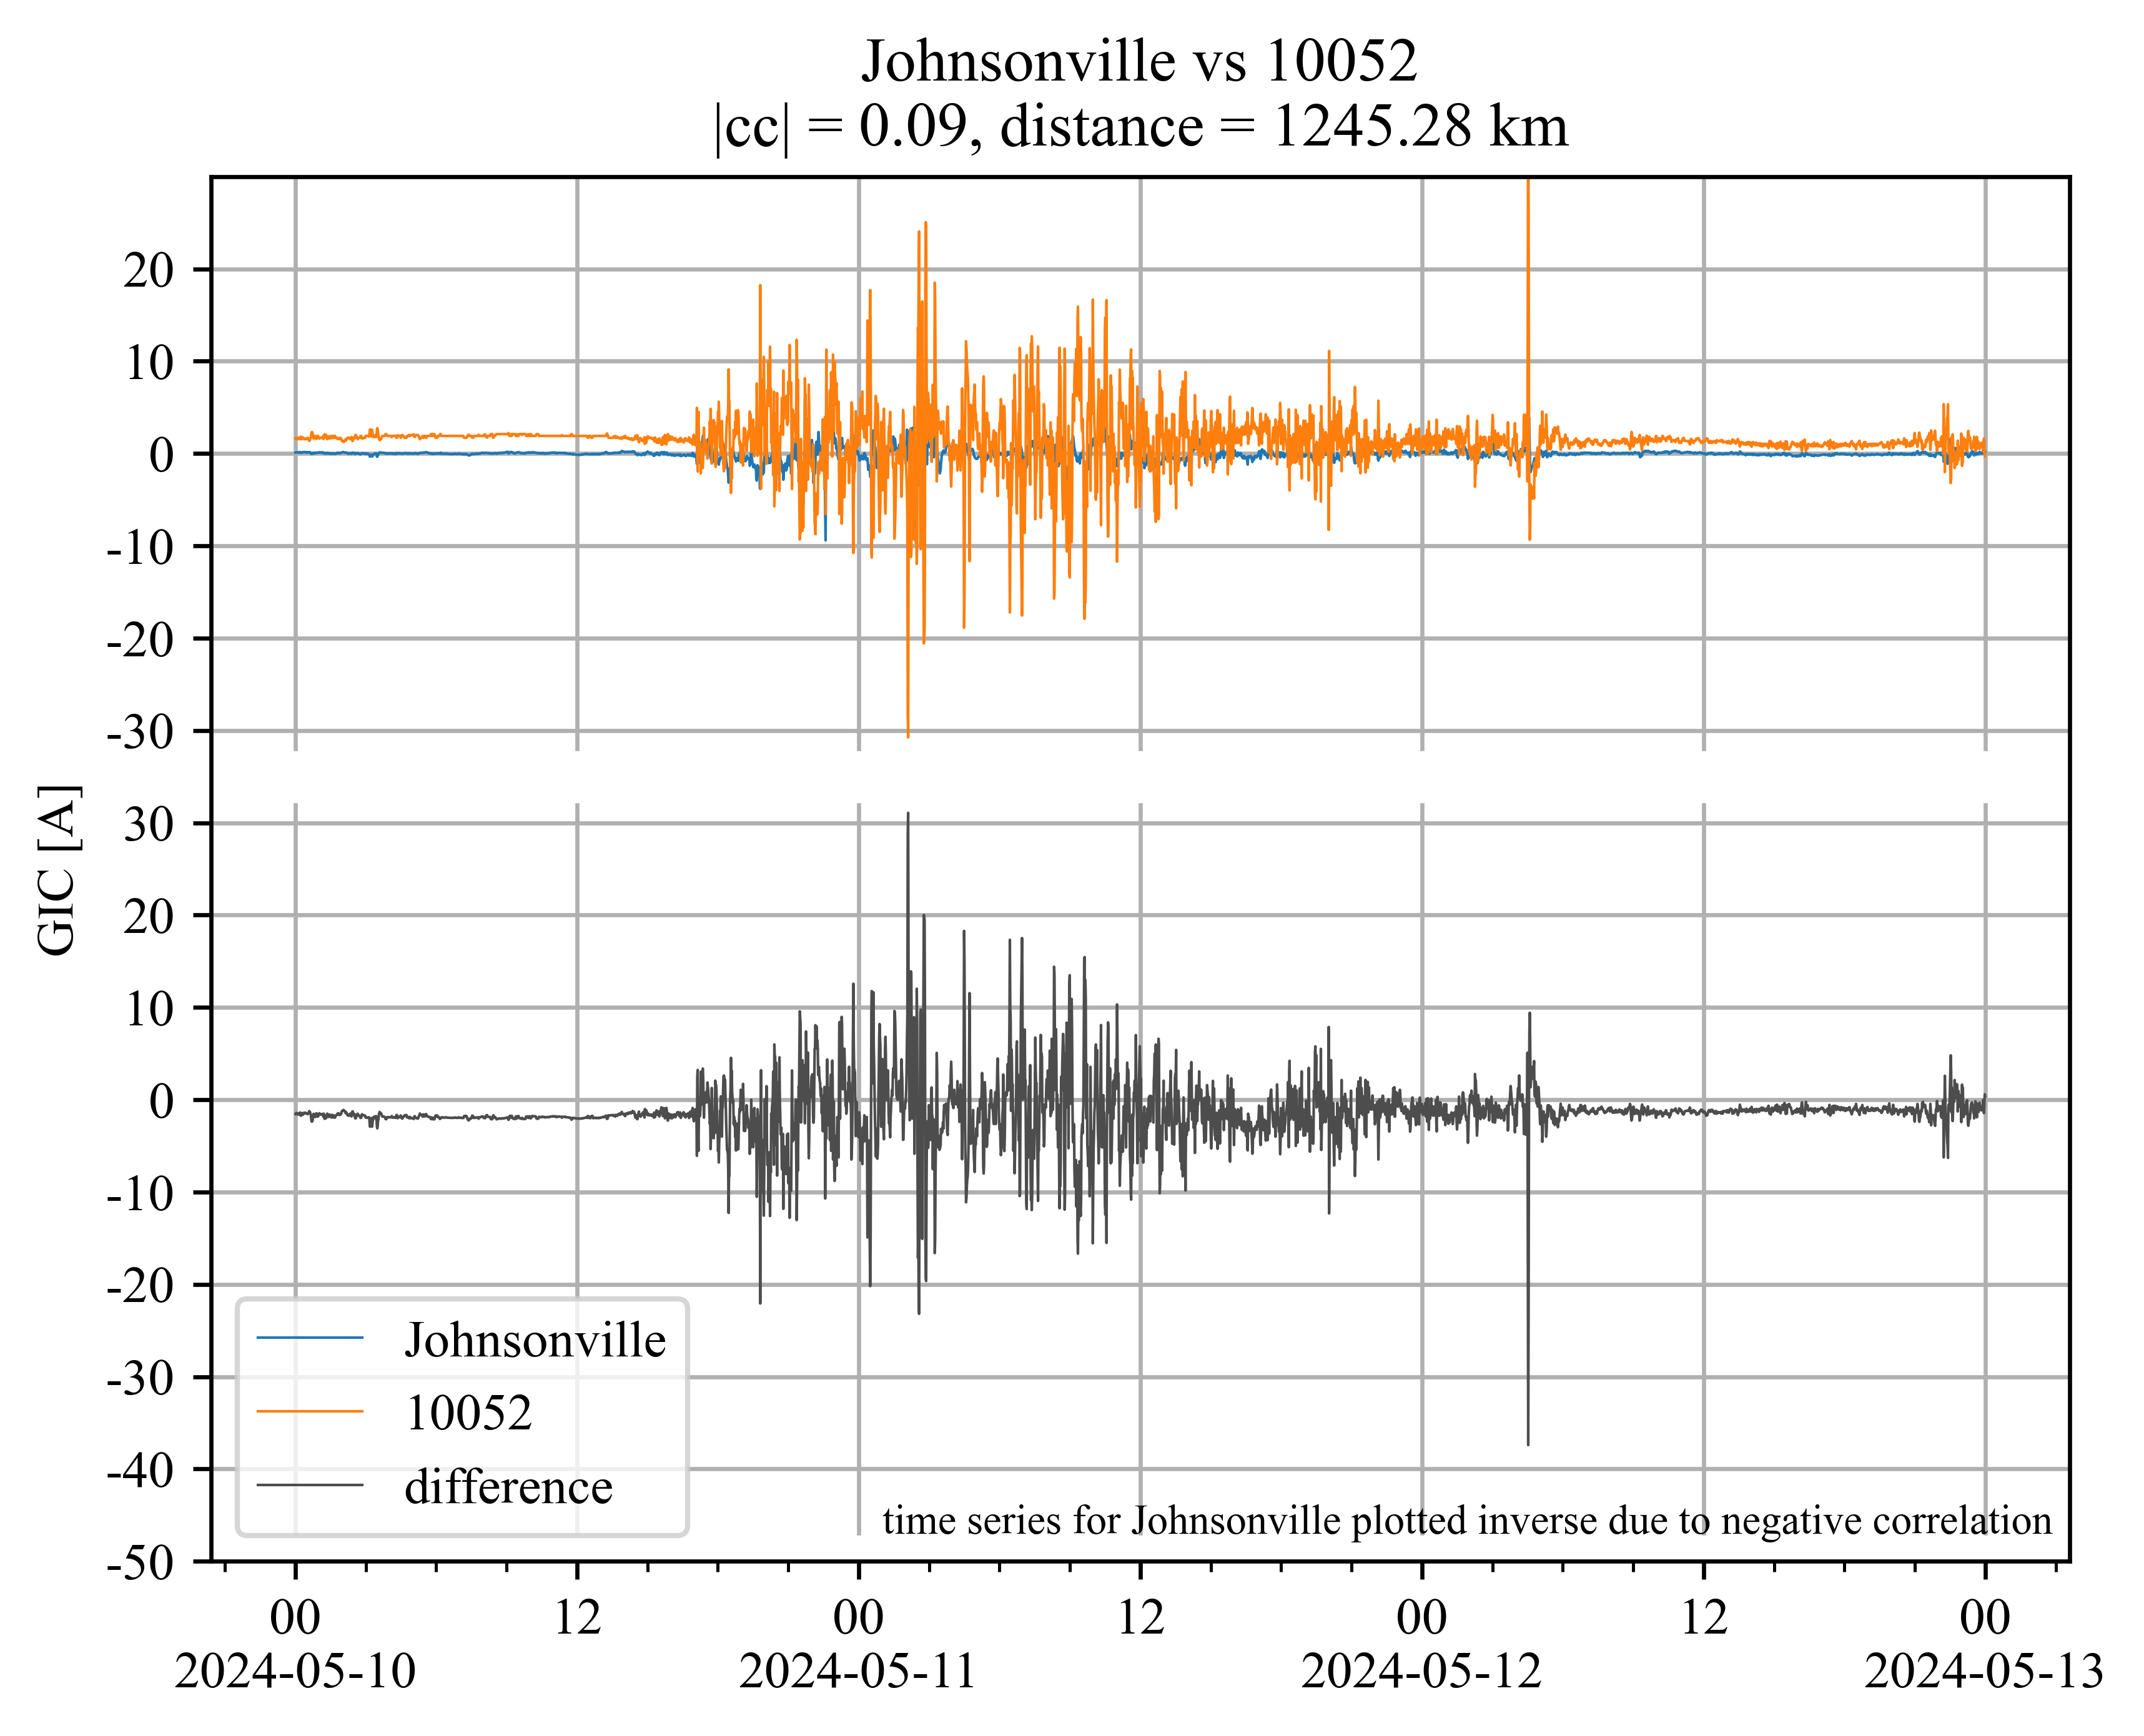 Johnsonville vs 10052
|cc| = 0.09, distance = 1245.28 km
GIC [A]
20
10
0
-10
-20
-30
30
20
10
0
-10
-20
-30
-40
-50
Johnsonville
10052
difference
time series for Johnsonville plotted inverse due to negative correlation
00 12 00 12 00 12 00
2024-05-10 2024-05-11 2024-05-12 2024-05-13